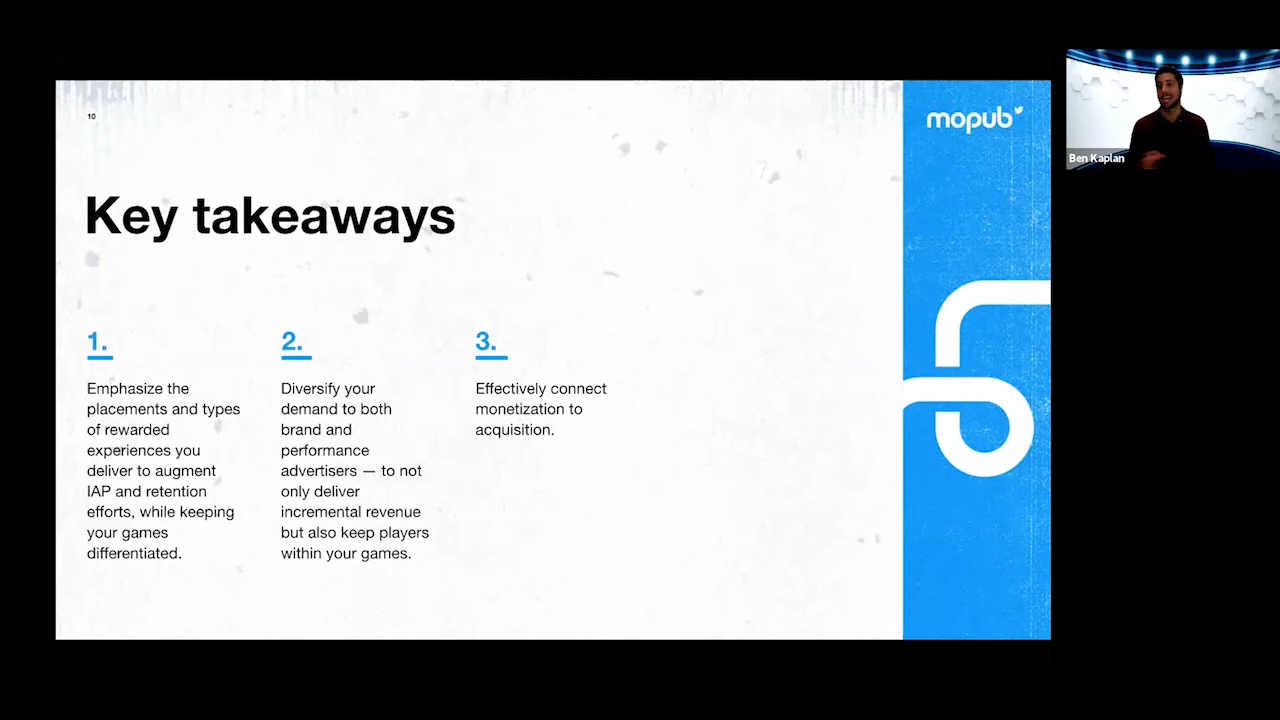 10
mopub
Ben Kaplan
Key takeaways
1.
Emphasize the
placements and types
of rewarded
experiences you
deliver to augment
IAP and retention
efforts, while keeping
your games
differentiated.
2.
Diversify your
demand to both
brand and
performance
advertisers — to not
only deliver
incremental revenue
but also keep players
within your games.
3.
Effectively connect
monetization to
acquisition.